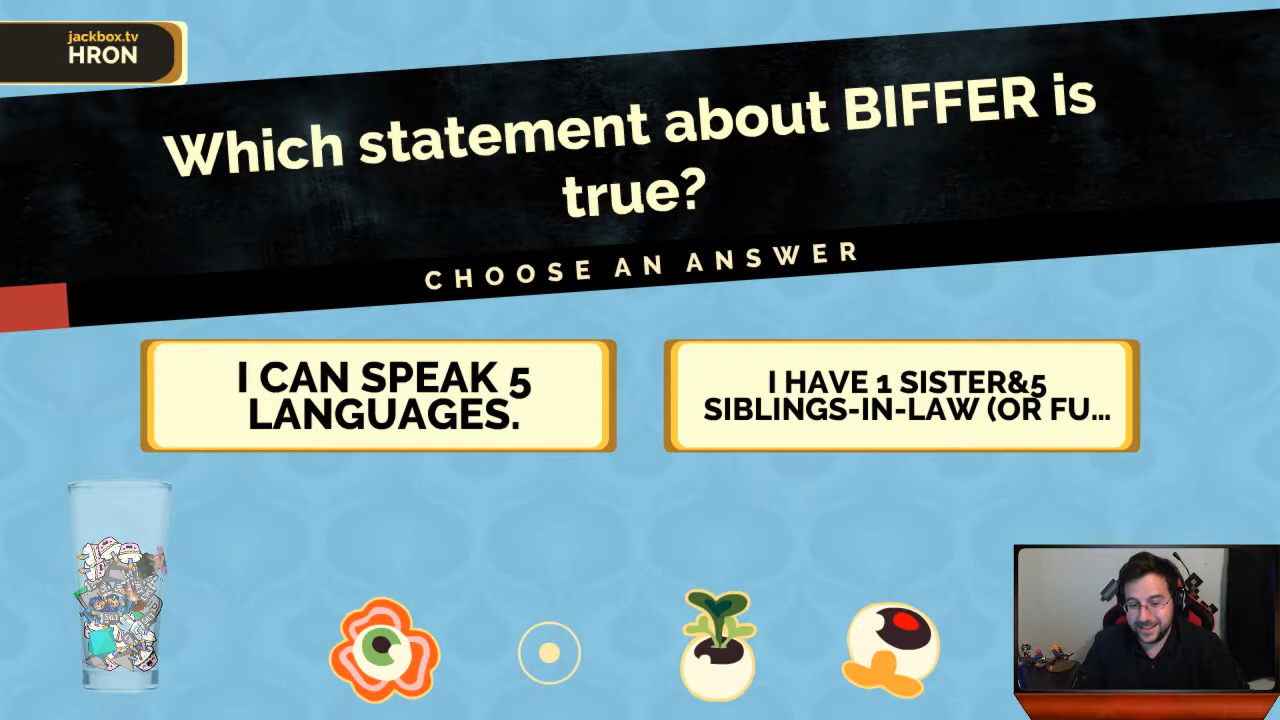 jackbox.tv
HRON
Which statement about BIFFER is
true?
CHOOSE AN ANSWER
I CAN SPEAK 5
LANGUAGES.
I HAVE 1 SISTER&5
SIBLINGS-IN-LAW (OR FU...